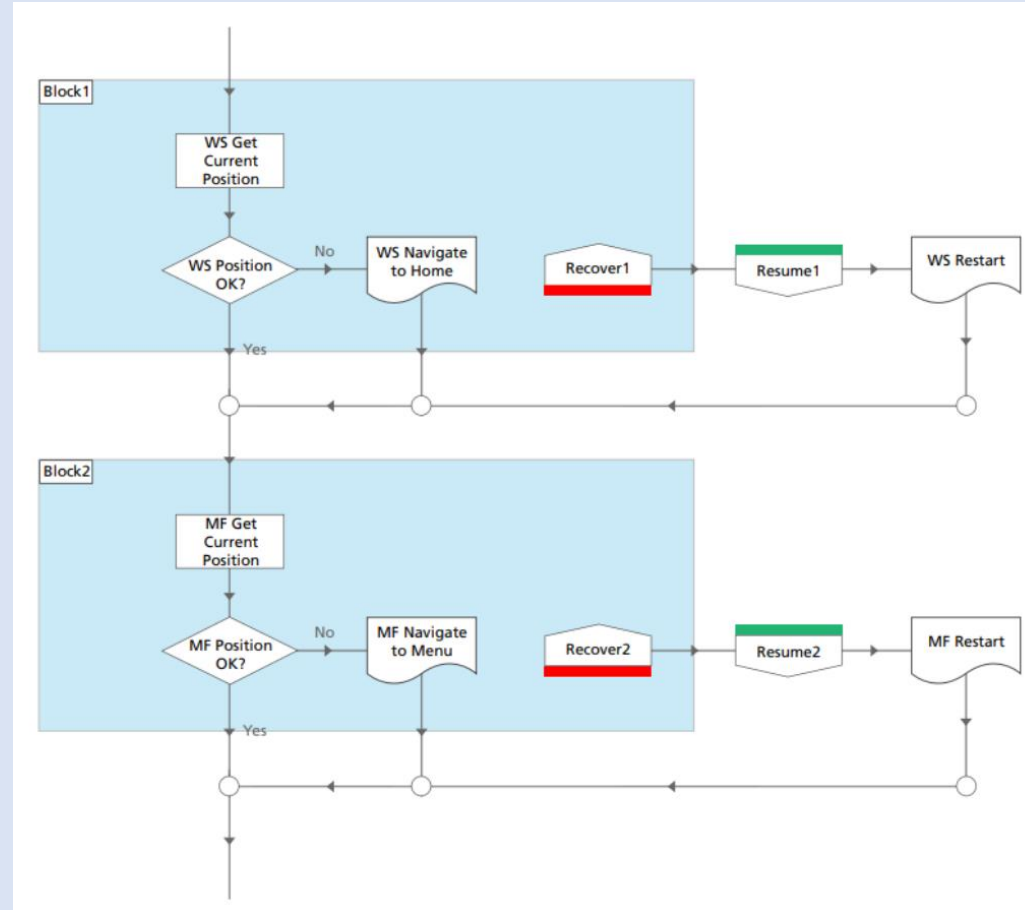 Block1
WS Get
Current
Position
WS Position
OK?
No
Yes
WS Navigate
to Home
Recover1
Resume1
WS Restart
Block2
MF Get
Current
Position
MF Position
OK?
No
Yes
MF Navigate
to Menu
Recover2
Resume2
MF Restart